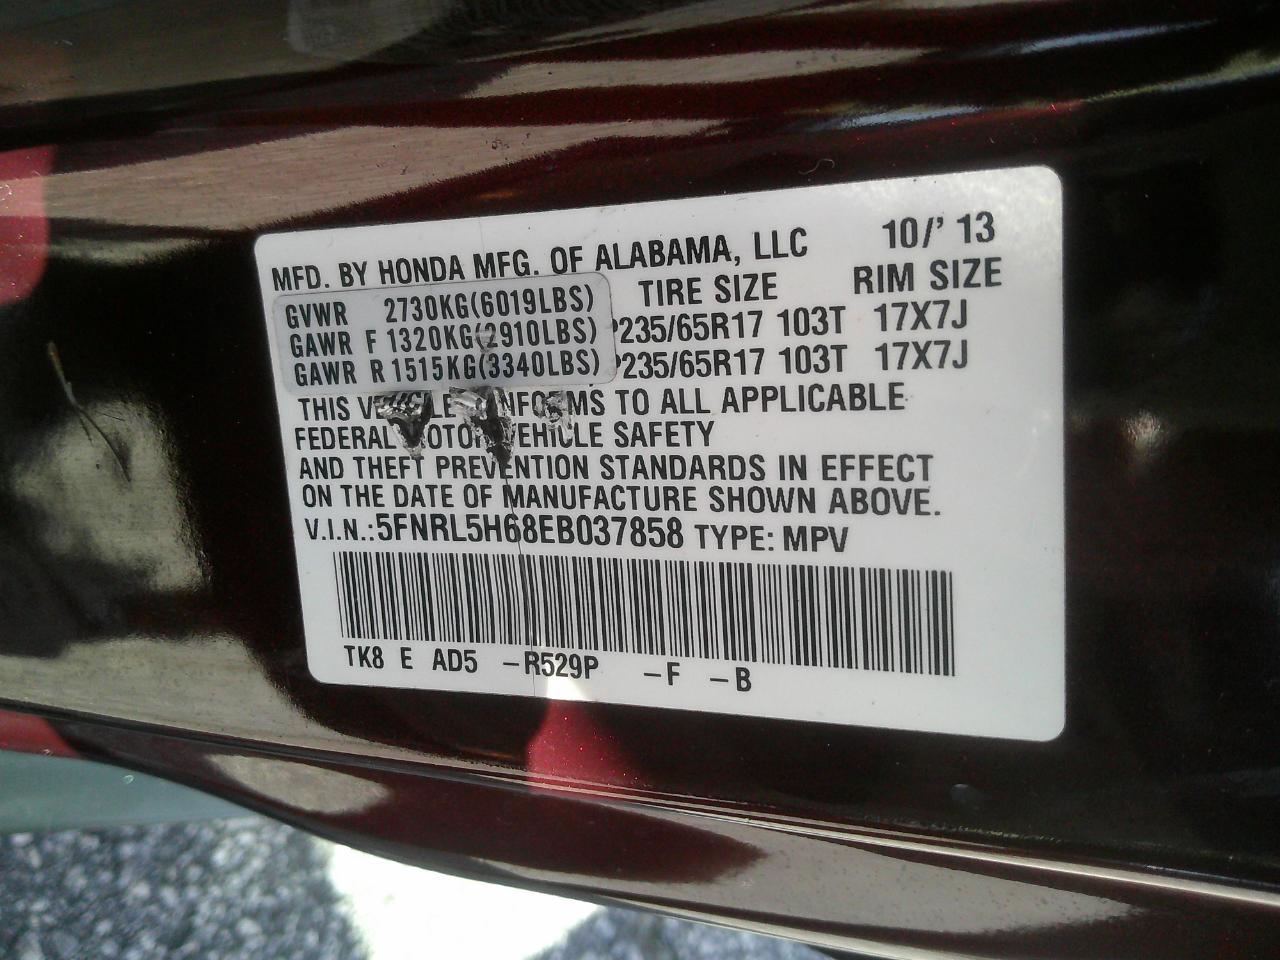 MFD. BY HONDA MFG. OF ALABAMA, LLC 10/' 13
TIRE SIZE RIM SIZE
GVWR 2730KG(6019LBS)
GAWR F 1320KG(2910LBS) P235/65R17 103T 17X7J
GAWR R 1515KG(3340LBS) P235/65R17 103T 17X7J
THIS VEHICLE CONFORMS TO ALL APPLICABLE
FEDERAL MOTOR VEHICLE SAFETY
AND THEFT PREVENTION STANDARDS IN EFFECT
ON THE DATE OF MANUFACTURE SHOWN ABOVE.
V.I.N.:5FNRL5H68EB037858 TYPE: MPV
TK8 E AD5 -R529P -F -B